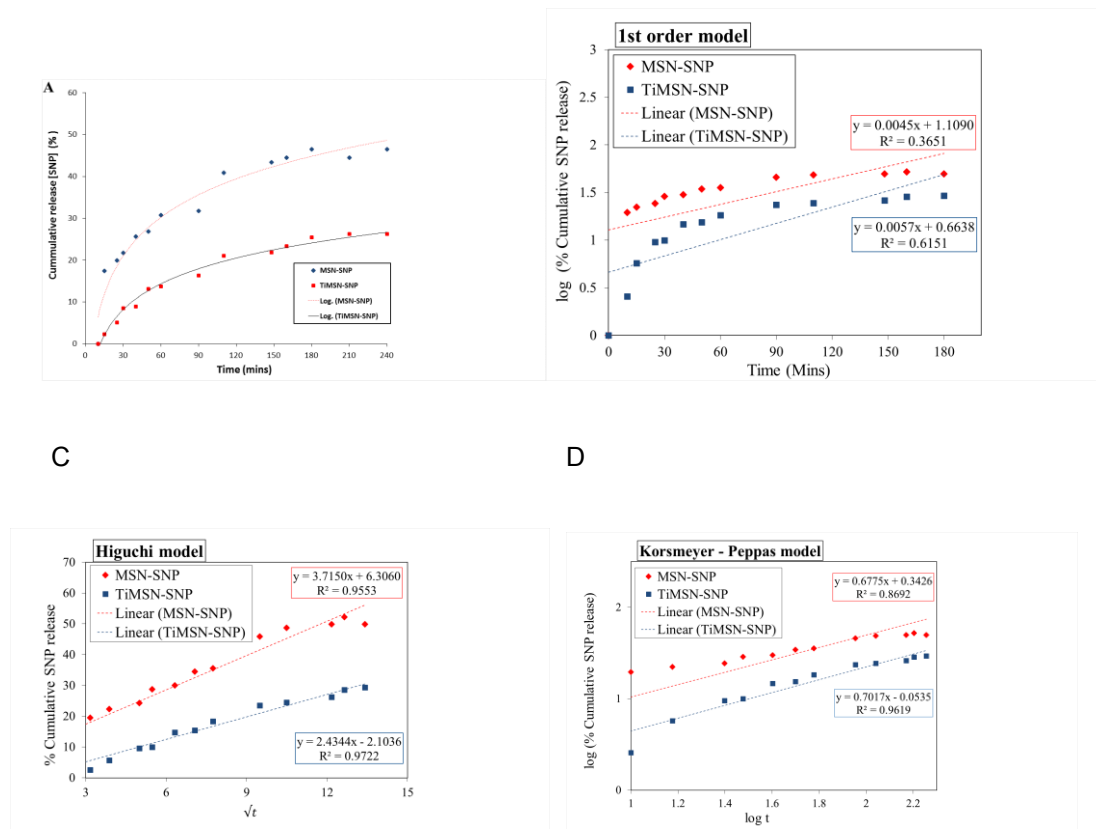 A
Cummulative release [SNP] (%)
60
50
40
30
20
10
0
MSN-SNP
TiMSN-SNP
Log. (MSN-SNP)
Log. (TiMSN-SNP)
0 30 60 90 120 150 180 210 240
Time (mins)
1st order model
MSN-SNP
TiMSN-SNP
Linear (MSN-SNP)
Linear (TiMSN-SNP)
log (% Cumulative SNP release)
3
2.5
2
1.5
1
0.5
0
y = 0.0045x + 1.1090
R² = 0.3651
y = 0.0057x + 0.6638
R² = 0.6151
0 30 60 90 120 150 180
Time (Mins)
C
D
Higuchi model
MSN-SNP
TiMSN-SNP
Linear (MSN-SNP)
Linear (TiMSN-SNP)
% Cumulative SNP release
70
60
50
40
30
20
10
0
y = 3.7150x + 6.3060
R² = 0.9553
y = 2.4344x - 2.1036
R² = 0.9722
3 6 9 12 15
√t
Korsmeyer - Peppas model
MSN-SNP
TiMSN-SNP
Linear (MSN-SNP)
Linear (TiMSN-SNP)
log (% Cumulative SNP release)
2
1
0
y = 0.6775x + 0.3426
R² = 0.8692
y = 0.7017x - 0.0535
R² = 0.9619
1 1.2 1.4 1.6 1.8 2 2.2
log t